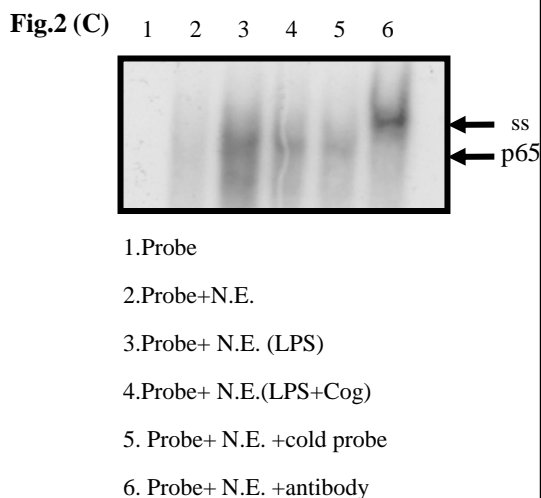 Fig.2 (C) 1 2 3 4 5 6
ss
p65
1.Probe
2.Probe+N.E.
3.Probe+ N.E. (LPS)
4.Probe+ N.E.(LPS+Cog)
5. Probe+ N.E. +cold probe
6. Probe+ N.E. +antibody